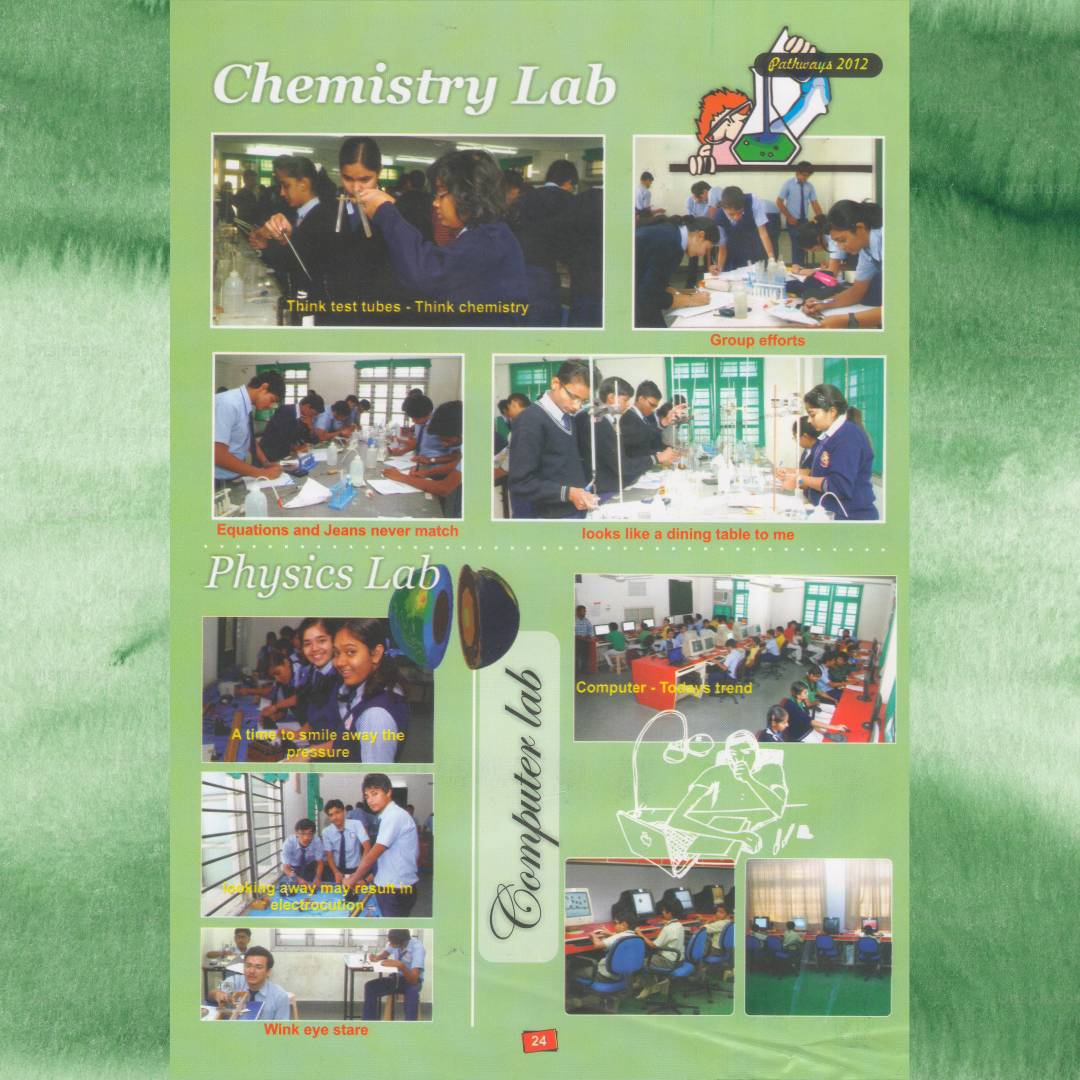 Chemistry Lab
Pathways 2012
Think test tubes - Think chemistry
Group efforts
Equations and Jeans never match
looks like a dining table to me
Physics Lab
A time to smile away the
pressure
looking away may result in
electrocution
Wink eye stare
Computer lab
Computer - Todays trend
24